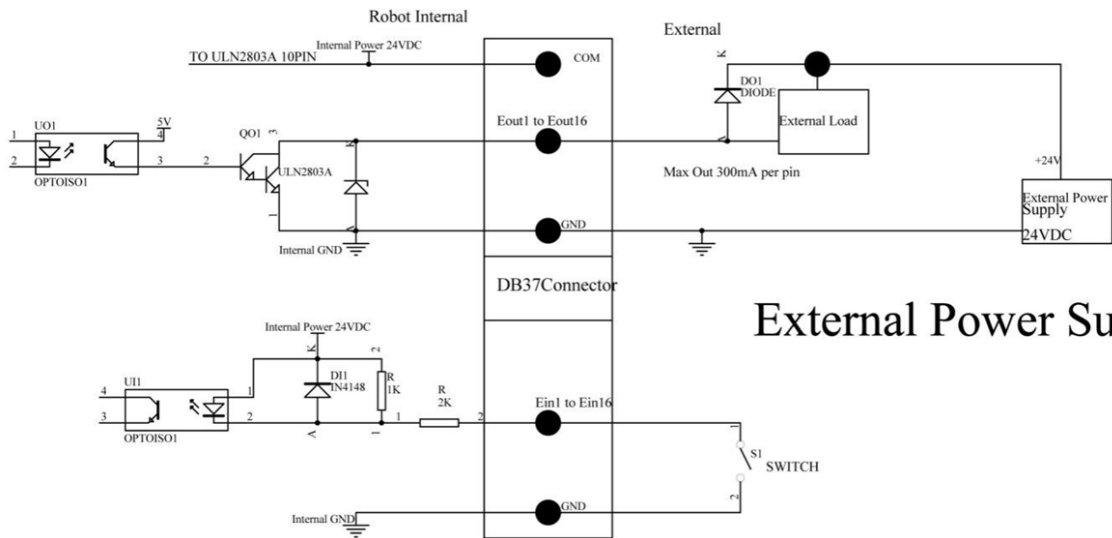 Robot Internal
External
Internal Power 24VDC
TO ULN2803A 10PIN
COM
K
DO1
DIODE
A
External Load
UO1
1
2
5V
4
3
OPTOISO1
2
QO1
3
ULN2803A
1
K
A
Eout1 to Eout16
Max Out 300mA per pin
+24V
External Power
Supply
24VDC
GND
Internal GND
DB37Connector
External Power Su
Internal Power 24VDC
K
2
DI1
IN4148
R
1K
R
2K
UI1
4
3
1
2
OPTOISO1
A
1
1
2
Ein1 to Ein16
1
S1
SWITCH
2
GND
Internal GND